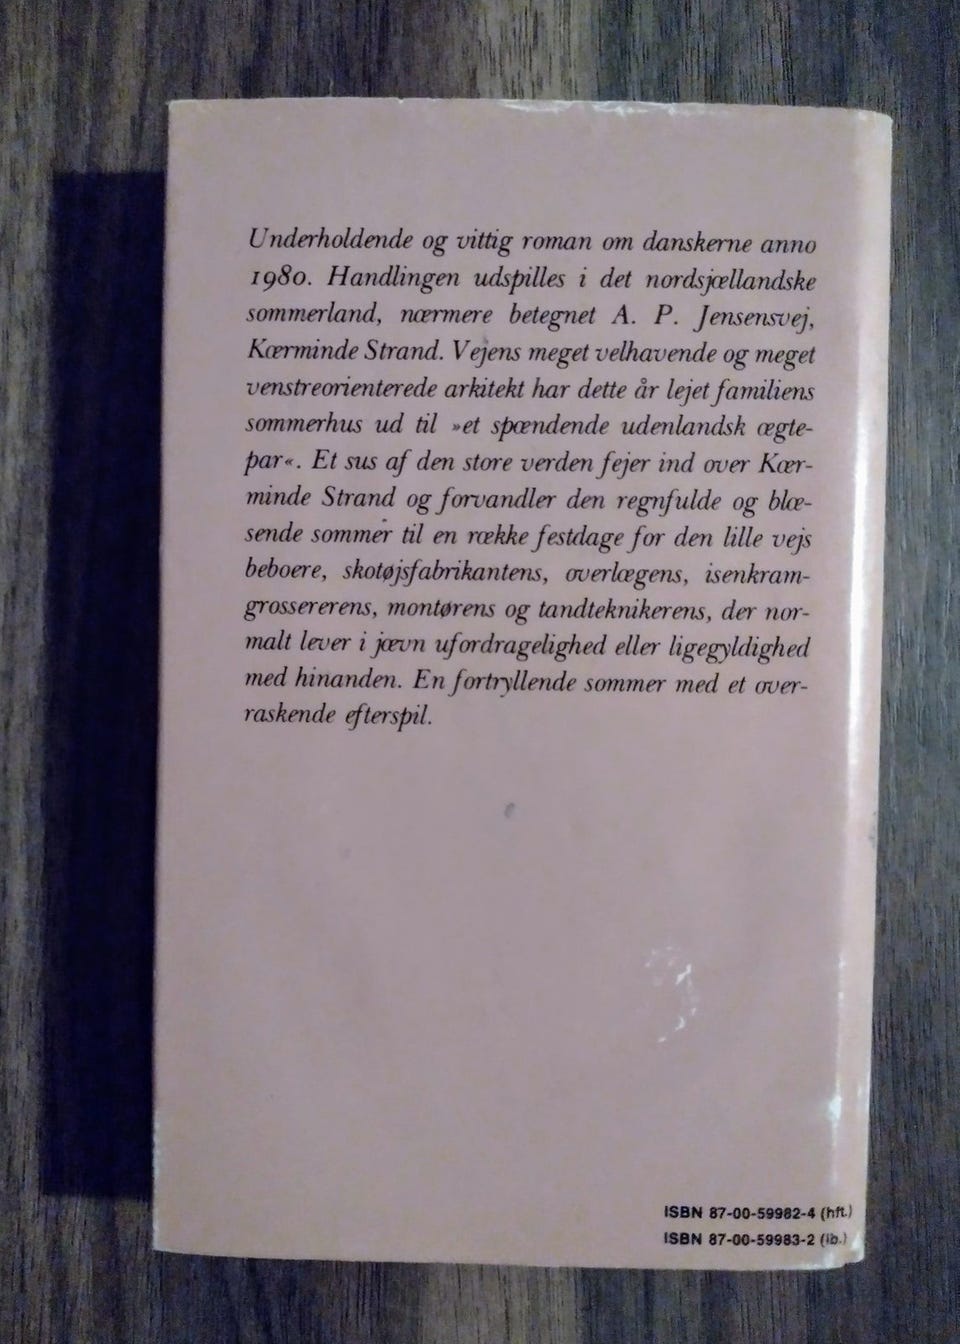 Underholdende og vittig roman om danskerne anno
1980. Handlingen udspilles i det nordsjællandske
sommerland, nærmere betegnet A. P. Jensensvej,
Kærminde Strand. Vejens meget velhavende og meget
venstreorienterede arkitekt har dette år lejet familiens
sommerhus ud til »et spændende udenlandsk ægte-
par«. Et sus af den store verden fejer ind over Kær-
minde Strand og forvandler den regnfulde og blæ-
sende sommer til en række festdage for den lille vejs
beboere, skotøjsfabrikantens, overlægens, isenkram-
grossererens, montørens og tandteknikerens, der nor-
malt lever i jævn ufordragelighed eller ligegyldighed
med hinanden. En fortryllende sommer med et over-
raskende efterspil.
ISBN 87-00-59982-4 (hft.)
ISBN 87-00-59983-2 (ib.)